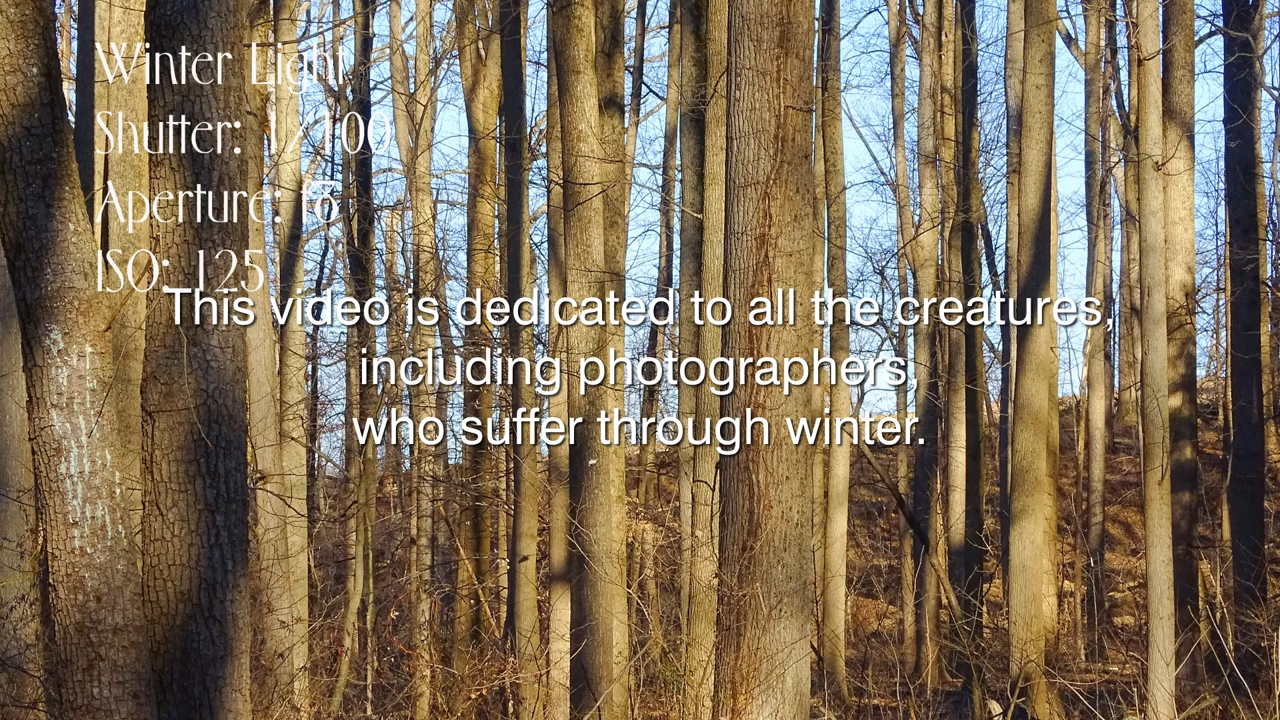 Winter Light
Shutter: 1/100
Aperture: f8
ISO: 125
This video is dedicated to all the creatures,
including photographers,
who suffer through winter.